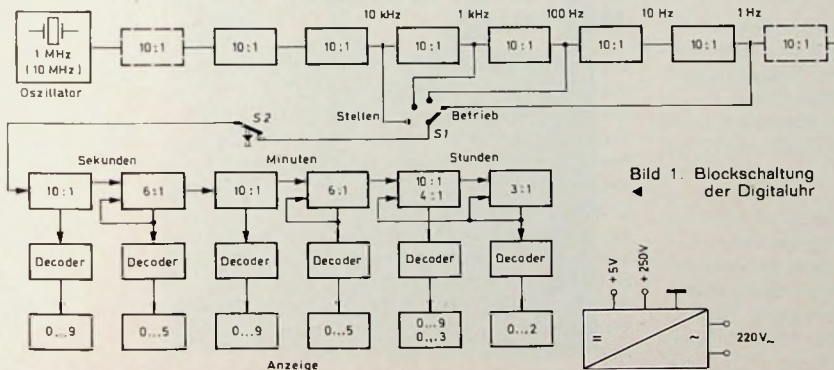 10 kHz 1 kHz 100 Hz 10 Hz 1 Hz
1 MHz
(10 MHz)
10:1 10:1 10:1 10:1 10:1 10:1 10:1 10:1
Oszillator
Stellen Betrieb
S1
S2
Sekunden Minuten Stunden
10:1 6:1 10:1 6:1 10:1 3:1
4:1
Bild 1. Blockschaltung
der Digitaluhr
Decoder Decoder Decoder Decoder Decoder Decoder
0...9 0...5 0...9 0...5 0...9 0...2
0...3
Anzeige
+5V +250V
= ~
220V~